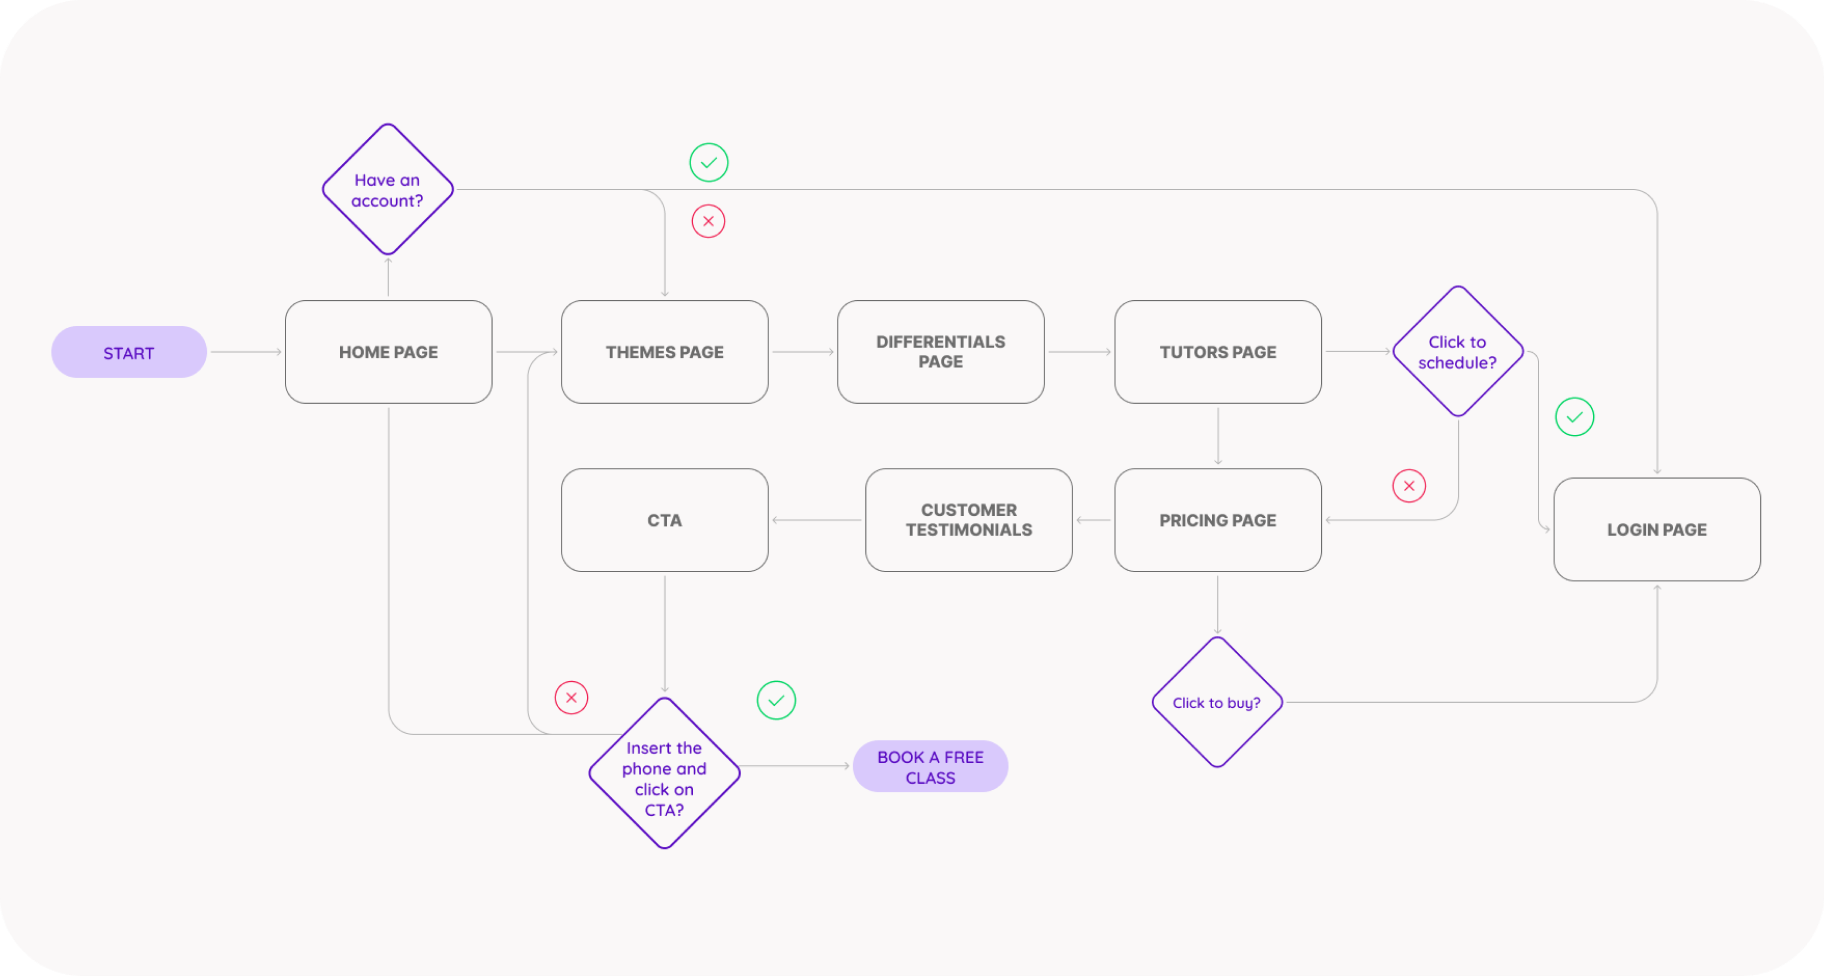 Have an
account?
START
HOME PAGE
THEMES PAGE
DIFFERENTIALS
PAGE
TUTORS PAGE
Click to
schedule?
CTA
CUSTOMER
TESTIMONIALS
PRICING PAGE
LOGIN PAGE
Insert the
phone and
click on
CTA?
BOOK A FREE
CLASS
Click to buy?